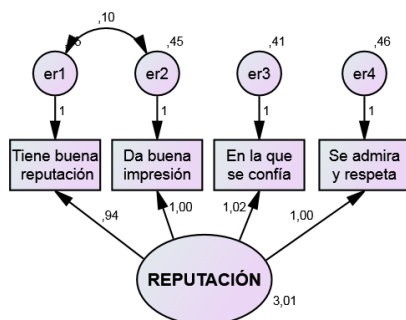 ,10
,45
,41
,46
er1
er2
er3
er4
1
1
1
1
Tiene buena
reputación
Da buena
impresión
En la que
se confía
Se admira
y respeta
,94
1,00
1,02
1,00
REPUTACIÓN
3,01